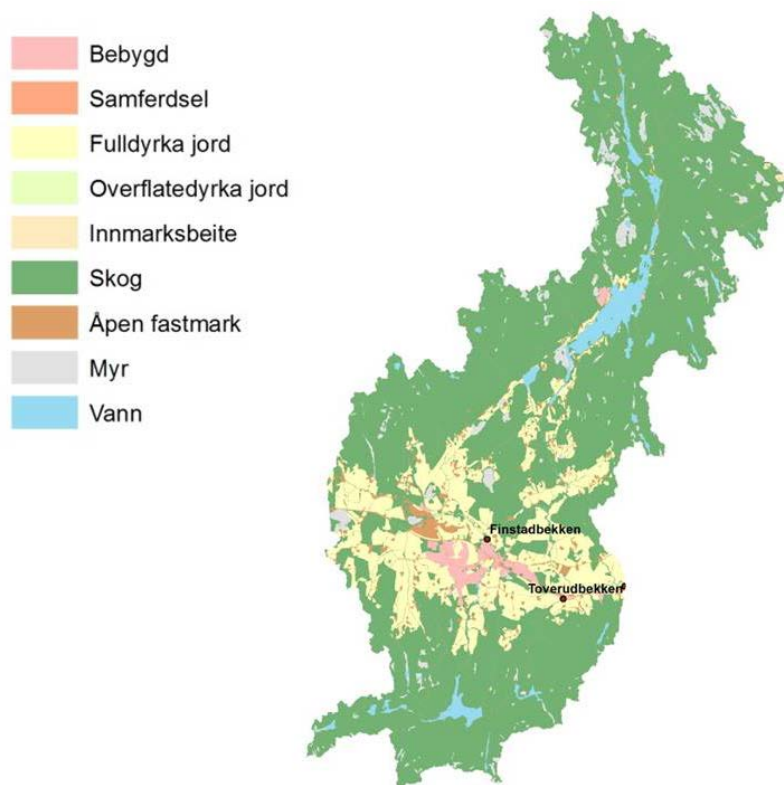 Bebygd
Samferdsel
Fulldyrka jord
Overflatedyrka jord
Innmarksbeite
Skog
Åpen fastmark
Myr
Vann
Finstadbekken
Toverudbekken